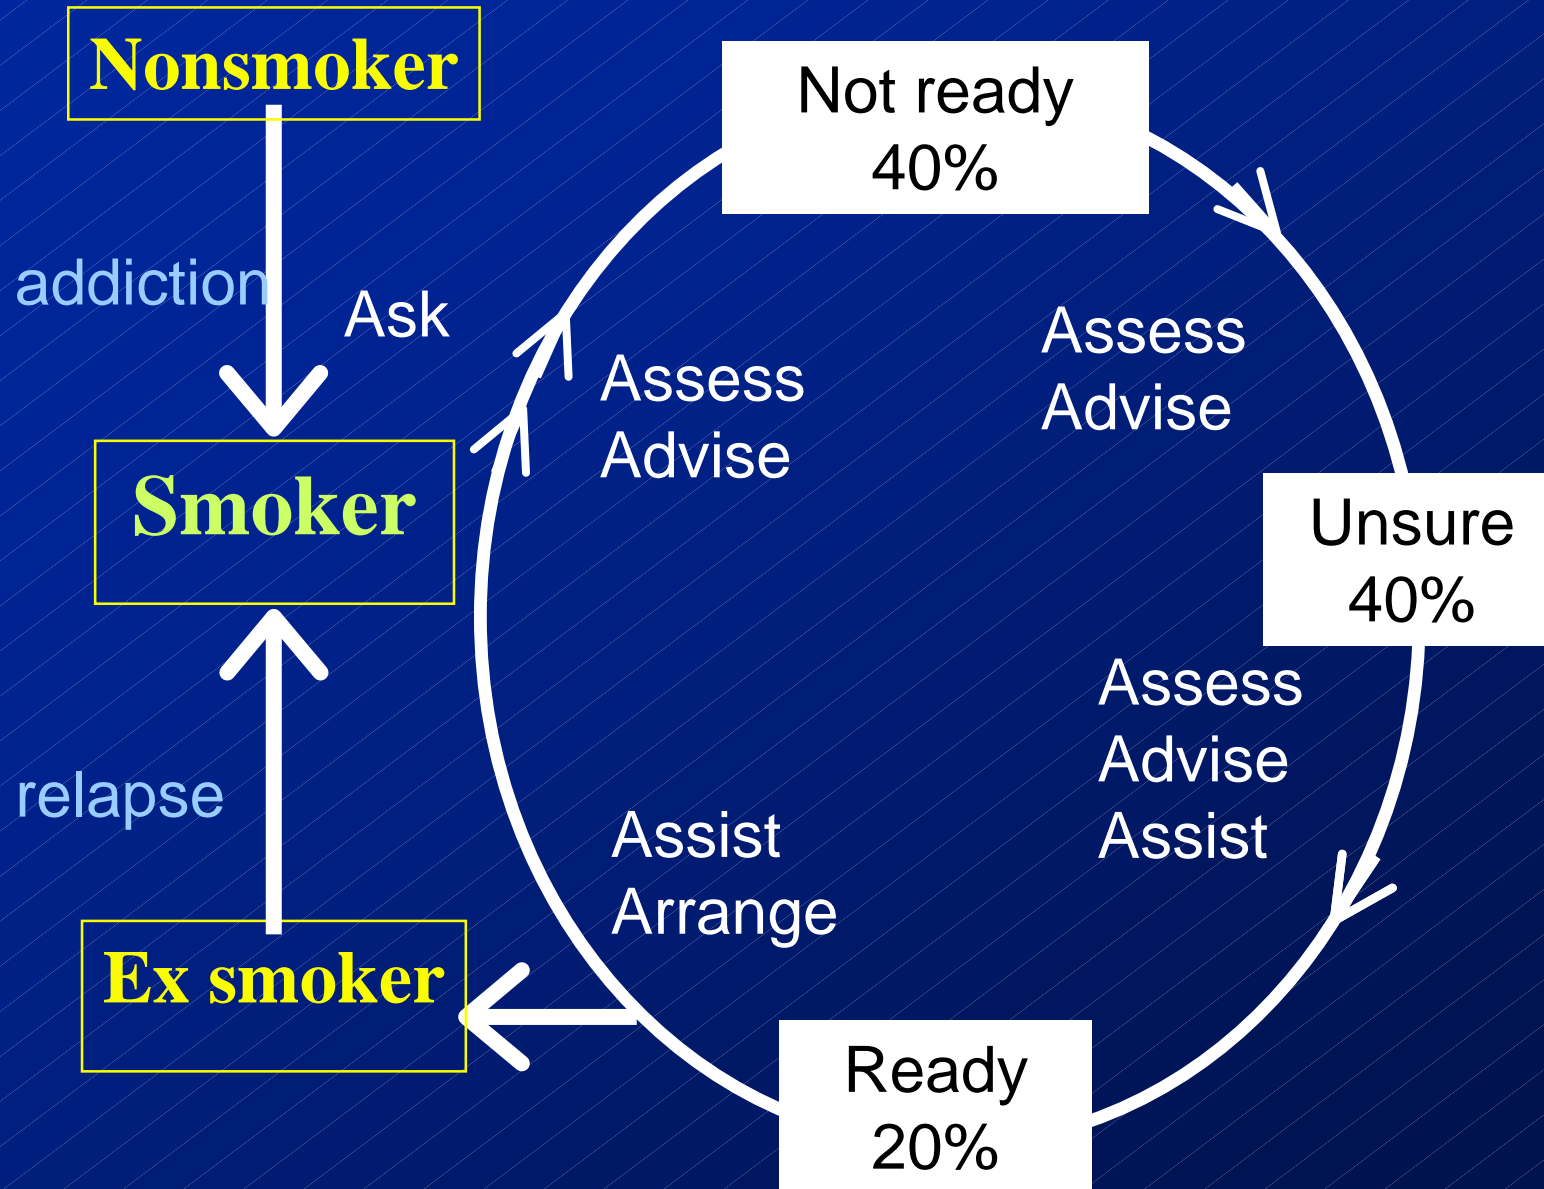 Nonsmoker
Not ready
40%
addiction
Ask
Assess
Advise
Assess
Advise
Smoker
Unsure
40%
Assess
Advise
Assist
relapse
Assist
Arrange
Ex smoker
Ready
20%